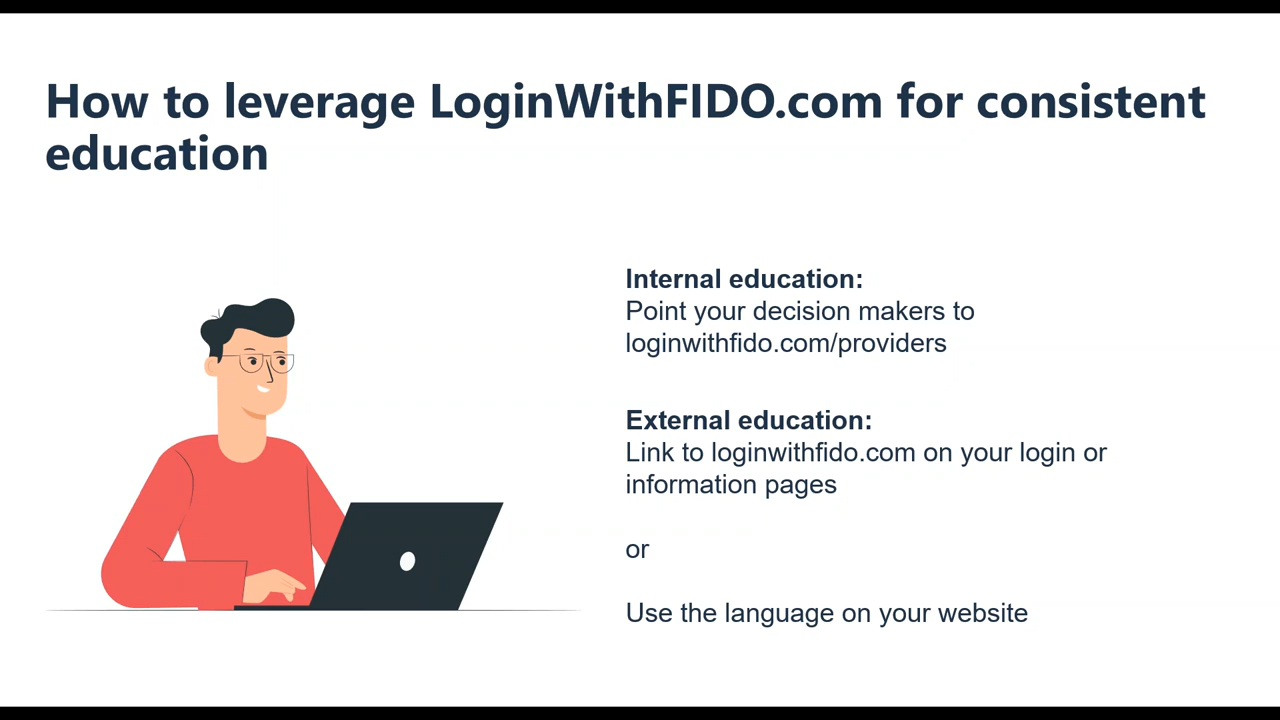 How to leverage LoginWithFIDO.com for consistent
education
Internal education:
Point your decision makers to
loginwithfido.com/providers
External education:
Link to loginwithfido.com on your login or
information pages
or
Use the language on your website